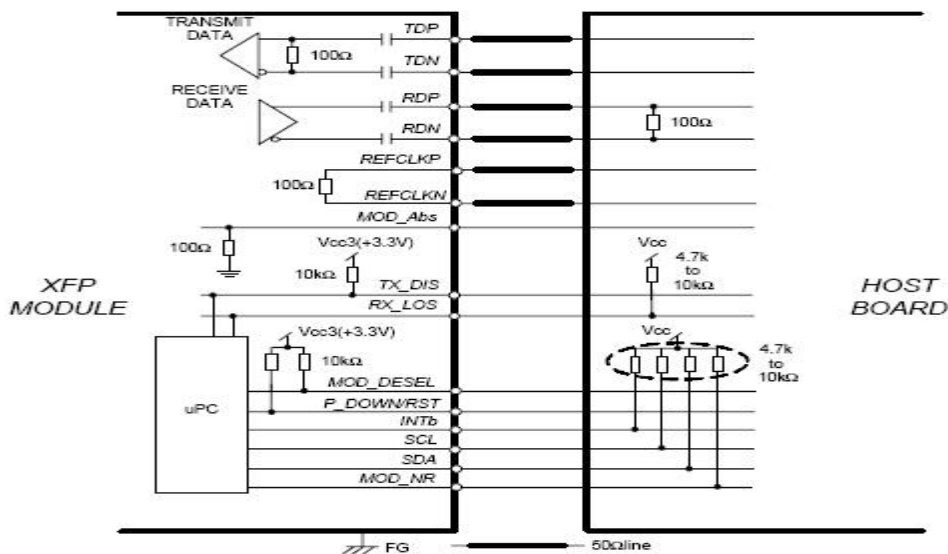 TRANSMIT
DATA
100Ω
TDP
TDN
RECEIVE
DATA
RDP
RDN
100Ω
REFCLKP
100Ω
REFCLKN
MOD_Abs
100Ω
Vcc3(+3.3V)
10kΩ
TX_DIS
RX_LOS
Vcc
4.7k
to
10kΩ
XFP
MODULE
HOST
BOARD
Vcc3(+3.3V)
10kΩ
MOD_DESEL
P_DOWN/RST
INTb
SCL
SDA
MOD_NR
uPC
Vcc
4.7k
to
10kΩ
FG
50Ωline